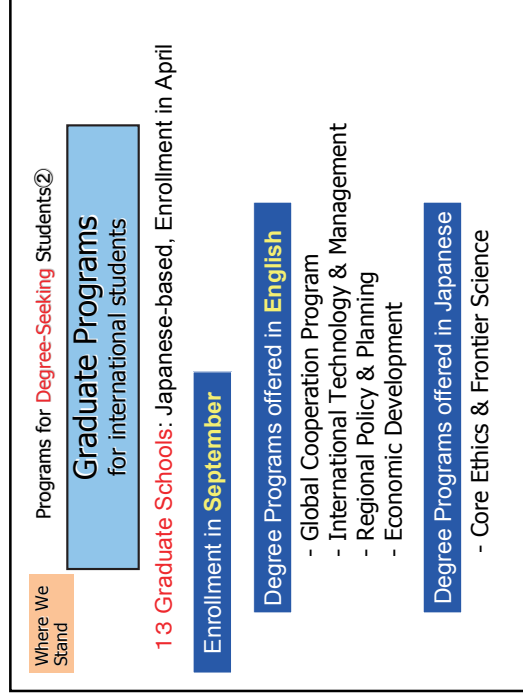 Where We
Stand
Programs for Degree-Seeking Students②
Graduate Programs
for international students
13 Graduate Schools: Japanese-based, Enrollment in April
Enrollment in September
Degree Programs offered in English
- Global Cooperation Program
- International Technology & Management
- Regional Policy & Planning
- Economic Development
Degree Programs offered in Japanese
- Core Ethics & Frontier Science